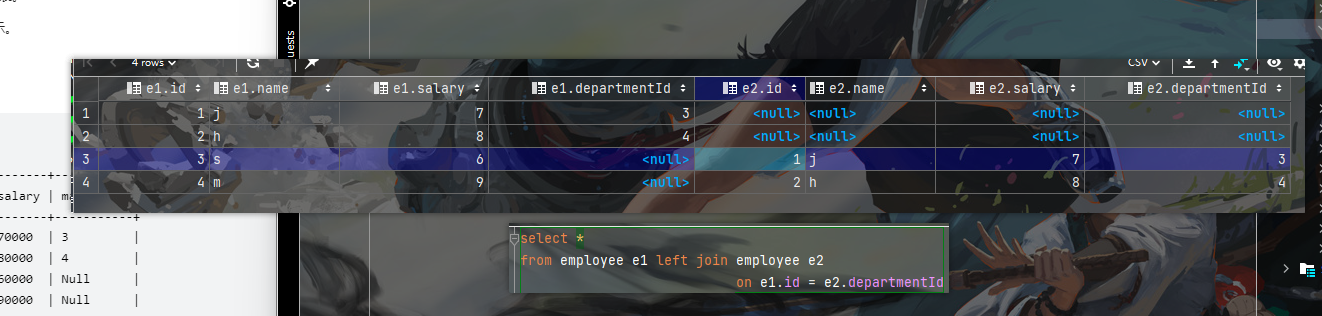 示。
uests
4 rows
CSV
e1.id e1.name e1.salary e1.departmentId e2.id e2.name e2.salary e2.departmentId
1 1 j 7 3 <null> <null> <null> <null>
2 2 h 8 4 <null> <null> <null> <null>
3 3 s 6 <null> 1 j 7 3
4 4 m 9 <null> 2 h 8 4
-------+--
salary | ma
-------+-----------+
70000 | 3 |
80000 | 4 |
60000 | Null |
90000 | Null |
select *
from employee e1 left join employee e2
on e1.id = e2.departmentId